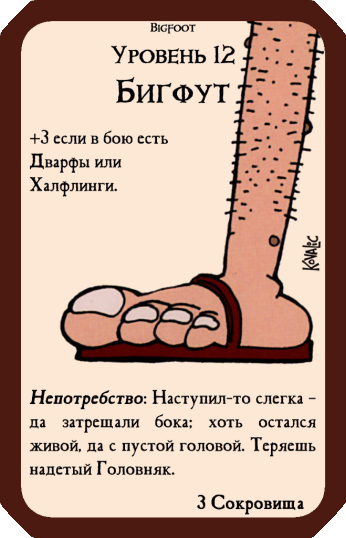 Bigfoot
Уровень 12
Бигфут
+3 если в бою есть
Дварфы или
Халфлинги.
Kovalic
Непотребство: Наступил-то слегка –
да затрещали бока; хоть остался
живой, да с пустой головой. Теряешь
надетый Головняк.
3 Сокровища